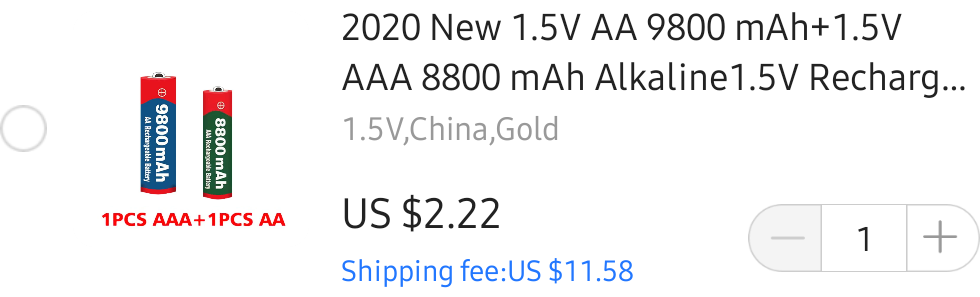 2020 New 1.5V AA 9800 mAh+1.5V
AAA 8800 mAh Alkaline1.5V Recharg...
1.5V,China,Gold
9800mAh
AA Rechargeable Battery
8800mAh
AAA Rechargeable Battery
1PCS AAA+1PCS AA
US $2.22
Shipping fee:US $11.58
1